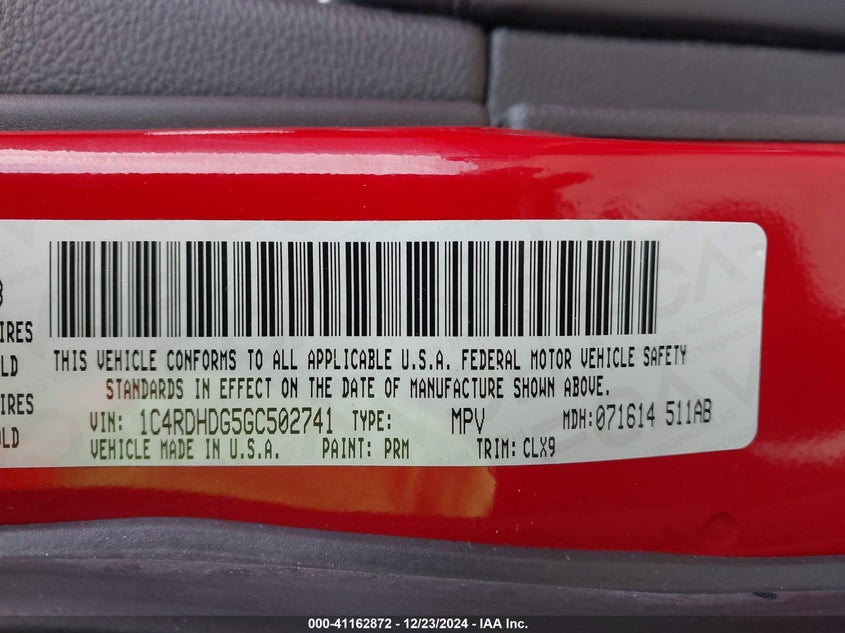 THIS VEHICLE CONFORMS TO ALL APPLICABLE U.S.A. FEDERAL MOTOR VEHICLE SAFETY
STANDARDS IN EFFECT ON THE DATE OF MANUFACTURE SHOWN ABOVE.
VIN: 1C4RDHDG5GC502741 TYPE: MPV MDH:071614 511AB
VEHICLE MADE IN U.S.A. PAINT: PRM TRIM: CLX9
IRES
LD
IRES
OLD
000-41162872 - 12/23/2024 - IAA Inc.